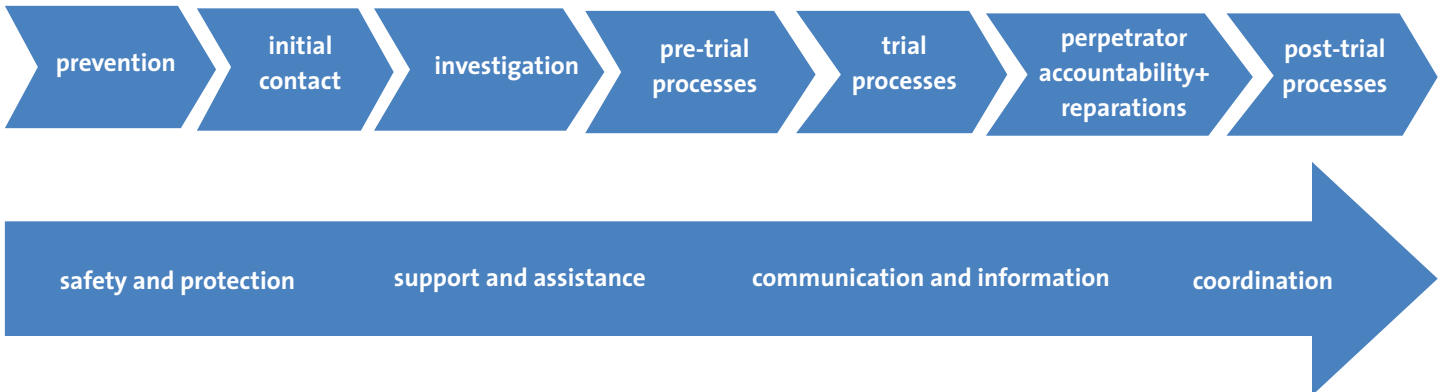 prevention
initial
contact
investigation
pre-trial
processes
trial
processes
perpetrator
accountability+
reparations
post-trial
processes
safety and protection
support and assistance
communication and information
coordination